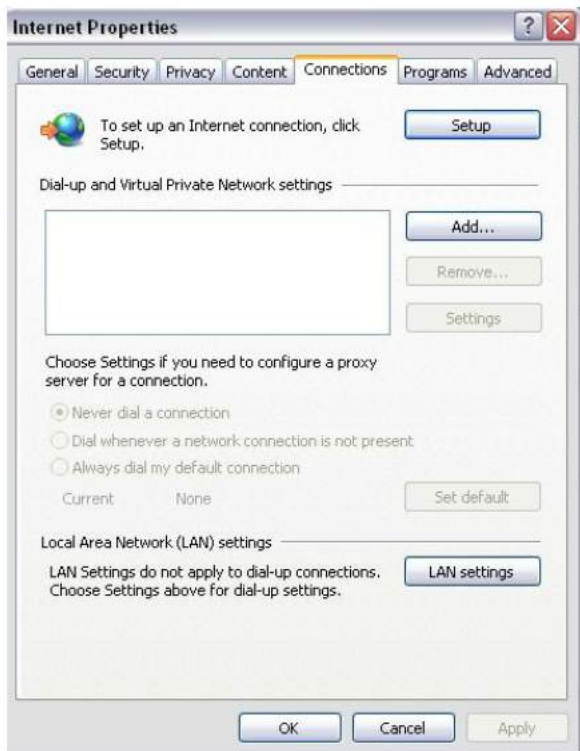 Internet Properties
?
X
General Security Privacy Content Connections Programs Advanced
To set up an Internet connection, click
Setup.
Setup
Dial-up and Virtual Private Network settings
Add...
Remove...
Settings
Choose Settings if you need to configure a proxy
server for a connection.
Never dial a connection
Dial whenever a network connection is not present
Always dial my default connection
Current None
Set default
Local Area Network (LAN) settings
LAN Settings do not apply to dial-up connections.
Choose Settings above for dial-up settings.
LAN settings
OK Cancel Apply